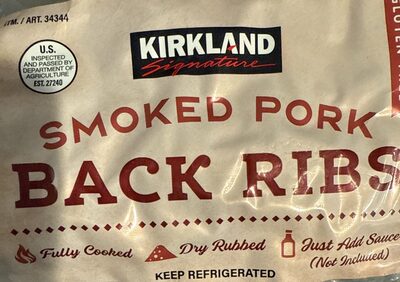 ITM. / ART. 34344
U.S.
INSPECTED
AND PASSED BY
DEPARTMENT OF
AGRICULTURE
EST. 27240
KIRKLAND
Signature
GLUTEN
SMOKED PORK
BACK RIBS
Fully Cooked
Dry Rubbed
Just Add Sauce
(Not Included)
KEEP REFRIGERATED